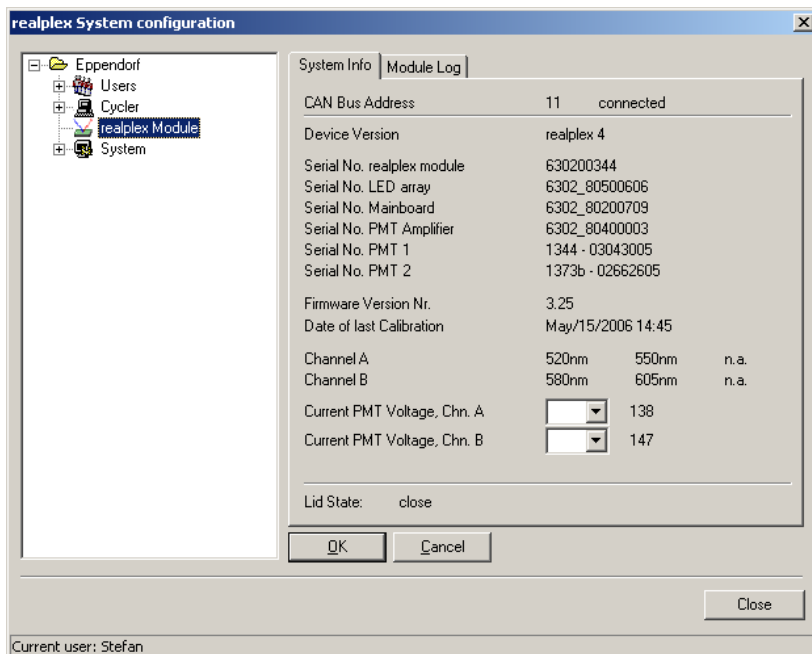 realplex System configuration
Eppendorf
Users
Cycler
realplex Module
System
System Info Module Log
CAN Bus Address 11 connected
Device Version realplex 4
Serial No. realplex module 630200344
Serial No. LED array 6302_80500606
Serial No. Mainboard 6302_80200709
Serial No. PMT Amplifier 6302_80400003
Serial No. PMT 1 1344 - 03043005
Serial No. PMT 2 1373b - 02662605
Firmware Version Nr. 3.25
Date of last Calibration May/15/2006 14:45
Channel A 520nm 550nm n.a.
Channel B 580nm 605nm n.a.
Current PMT Voltage, Chn. A 138
Current PMT Voltage, Chn. B 147
Lid State: close
OK Cancel
Close
Current user: Stefan